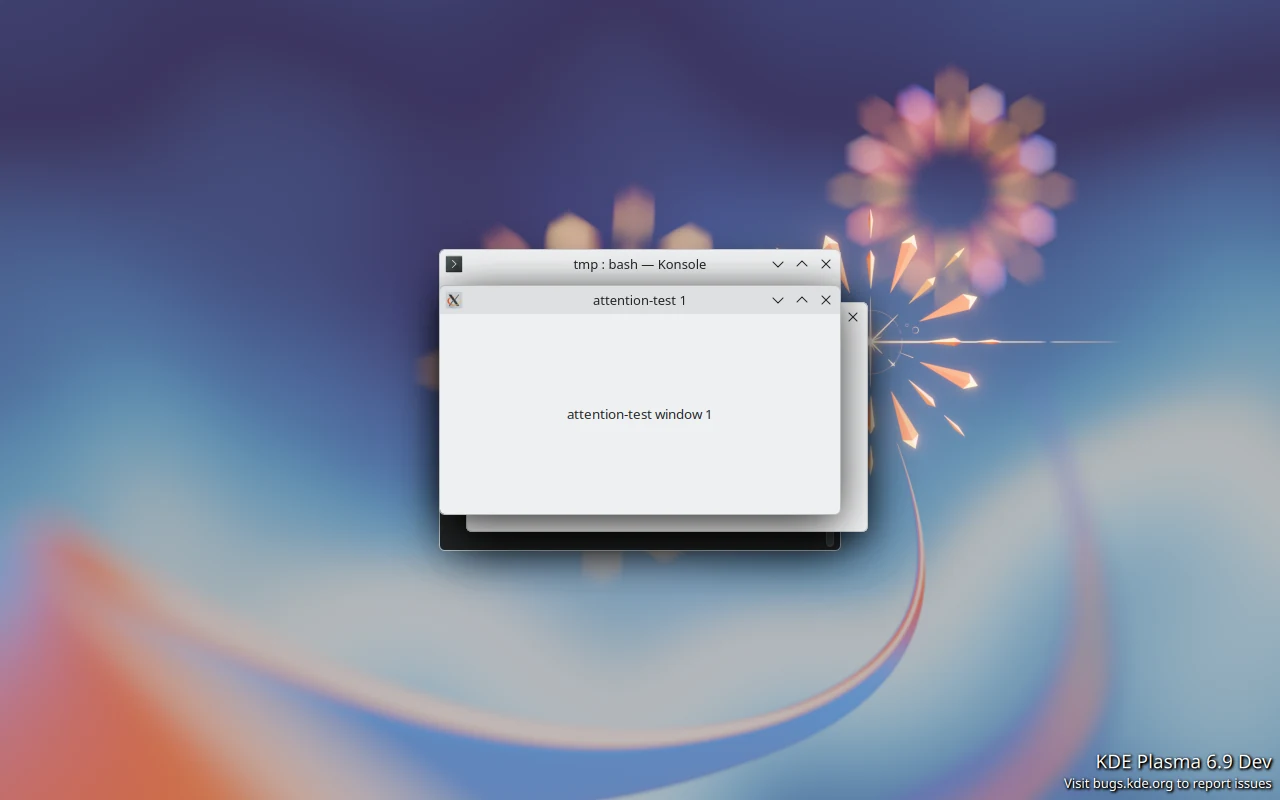 tmp : bash — Konsole
attention-test 1
attention-test window 1
KDE Plasma 6.9 Dev
Visit bugs.kde.org to report issues